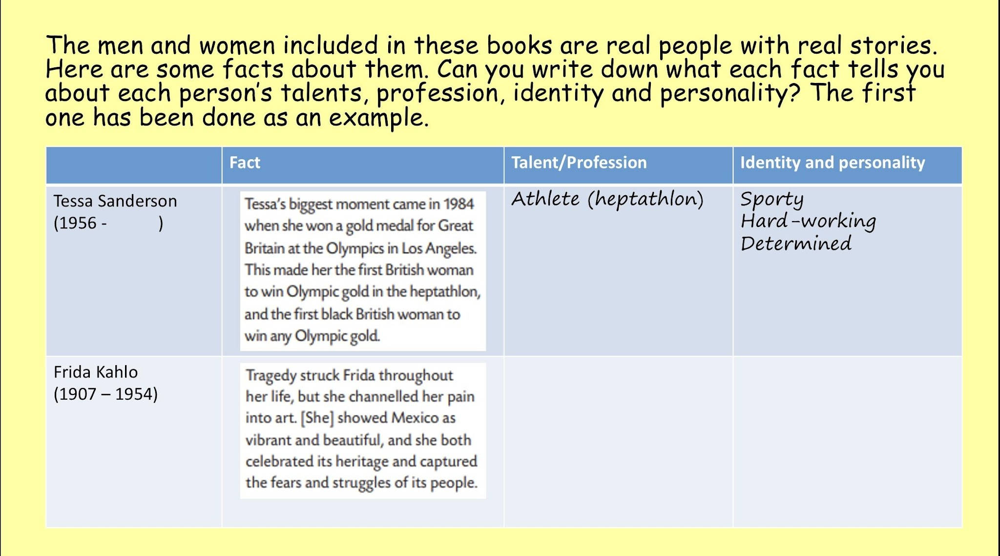 The men and women included in these books are real people with real stories.
Here are some facts about them. Can you write down what each fact tells you
about each person's talents, profession, identity and personality? The first
one has been done as an example.
Fact
Talent/Profession
Identity and personality
Tessa Sanderson
(1956 - )
Tessa's biggest moment came in 1984
when she won a gold medal for Great
Britain at the Olympics in Los Angeles.
This made her the first British woman
to win Olympic gold in the heptathlon,
and the first black British woman to
win any Olympic gold.
Athlete (heptathlon)
Sporty
Hard-working
Determined
Frida Kahlo
(1907 – 1954)
Tragedy struck Frida throughout
her life, but she channelled her pain
into art. [She] showed Mexico as
vibrant and beautiful, and she both
celebrated its heritage and captured
the fears and struggles of its people.